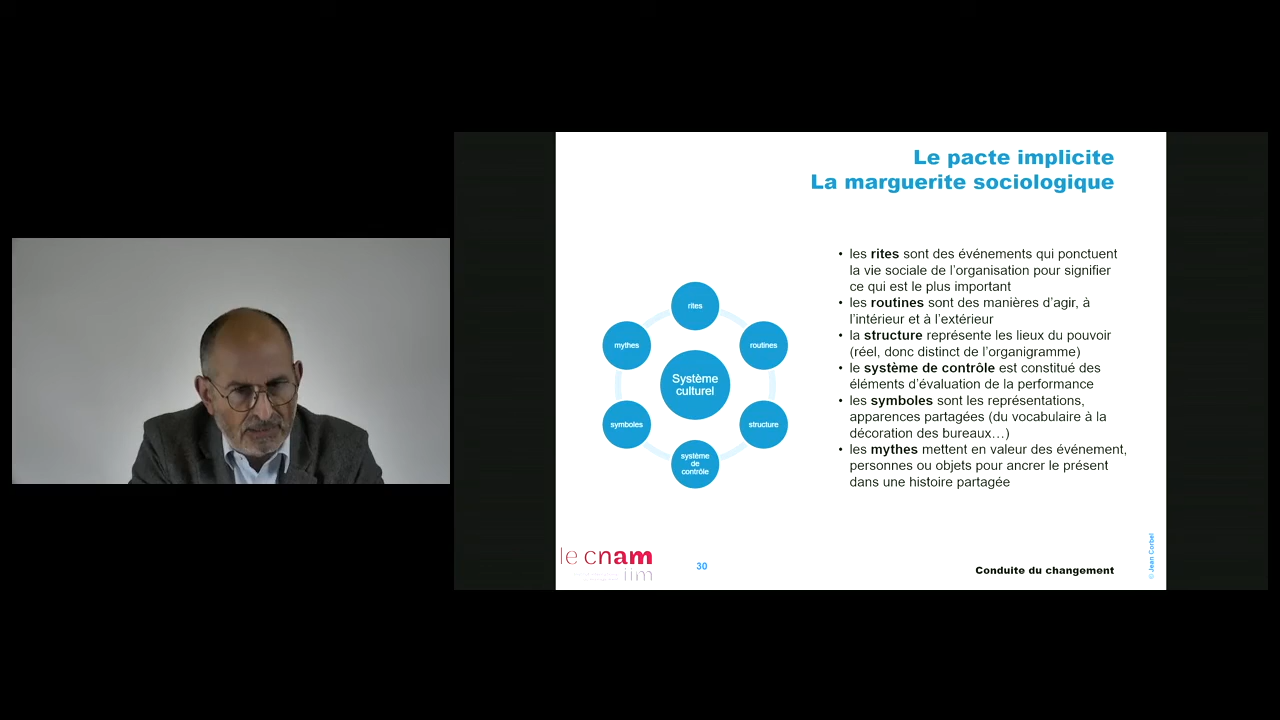 Le pacte implicite
La marguerite sociologique
rites
mythes
routines
Système
culturel
symboles
structure
système
de
contrôle
• les rites sont des événements qui ponctuent
la vie sociale de l'organisation pour signifier
ce qui est le plus important
• les routines sont des manières d'agir, à
l'intérieur et à l'extérieur
• la structure représente les lieux du pouvoir
(réel, donc distinct de l'organigramme)
• le système de contrôle est constitué des
éléments d'évaluation de la performance
• les symboles sont les représentations,
apparences partagées (du vocabulaire à la
décoration des bureaux…)
• les mythes mettent en valeur des événement,
personnes ou objets pour ancrer le présent
dans une histoire partagée
le cnam
iim
30
Conduite du changement
© Jean Corbel